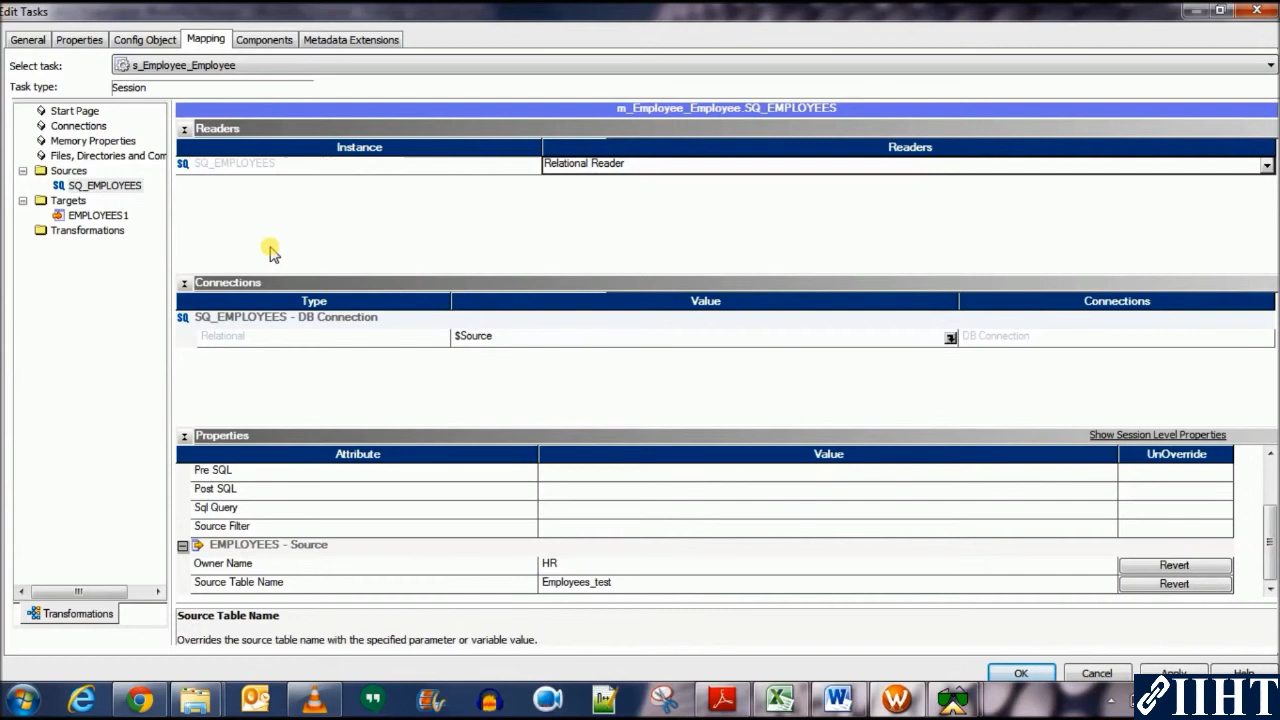 Edit Tasks
General Properties Config Object Mapping Components Metadata Extensions
Select task: s_Employee_Employee
Task type: Session
Start Page
Connections
Memory Properties
Files, Directories and Com
Sources
SQ_EMPLOYEES
Targets
EMPLOYEES1
Transformations
Transformations
m_Employee_Employee.SQ_EMPLOYEES
Readers
Instance Readers
SQ SQ_EMPLOYEES Relational Reader
Connections
Type Value Connections
SQ SQ_EMPLOYEES - DB Connection
Relational $Source DB Connection
Properties Show Session Level Properties
Attribute Value UnOverride
Pre SQL
Post SQL
Sql Query
Source Filter
EMPLOYEES - Source
Owner Name HR Revert
Source Table Name Employees_test Revert
Source Table Name
Overrides the source table name with the specified parameter or variable value.
OK Cancel Apply Help
IIHT